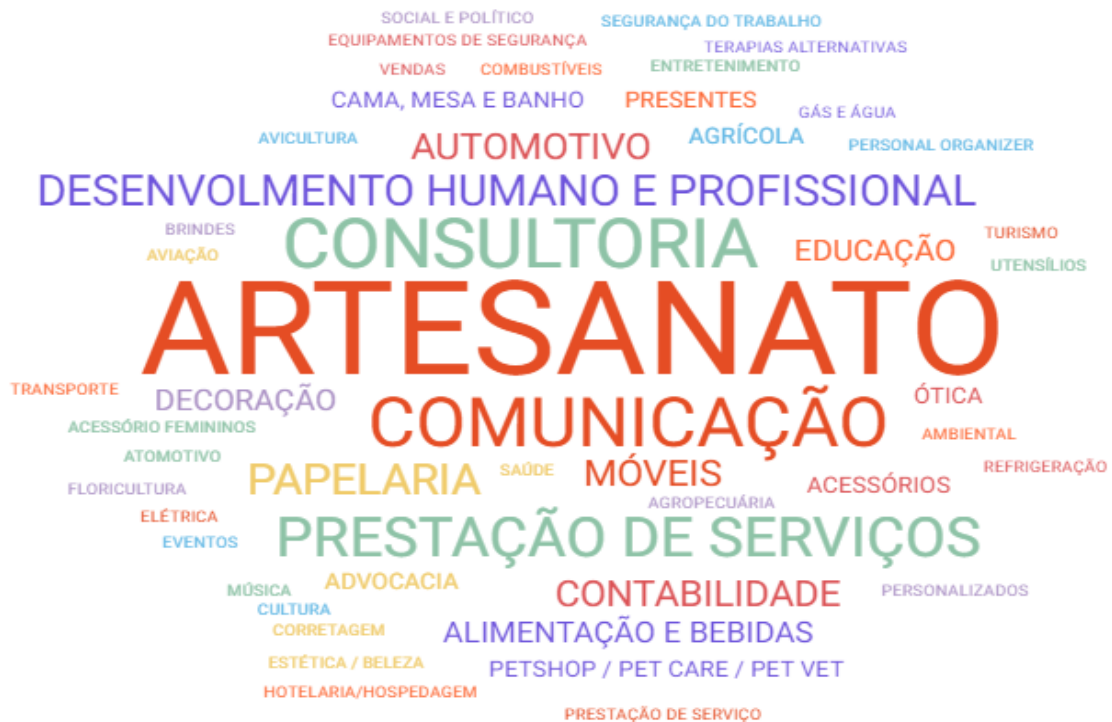 SOCIAL E POLÍTICO
SEGURANÇA DO TRABALHO
EQUIPAMENTOS DE SEGURANÇA
TERAPIAS ALTERNATIVAS
VENDAS
COMBUSTÍVEIS
ENTRETENIMENTO
CAMA, MESA E BANHO
PRESENTES
GÁS E ÁGUA
AVICULTURA
AUTOMOTIVO
AGRÍCOLA
PERSONAL ORGANIZER
DESENVOLMENTO HUMANO E PROFISSIONAL
BRINDES
CONSULTORIA
EDUCAÇÃO
TURISMO
AVIAÇÃO
UTENSÍLIOS
ARTESANATO
TRANSPORTE
DECORAÇÃO
COMUNICAÇÃO
ÓTICA
ACESSÓRIO FEMININOS
AMBIENTAL
ATOMOTIVO
PAPELARIA
SAÚDE
MÓVEIS
REFRIGERAÇÃO
FLORICULTURA
AGROPECUÁRIA
ACESSÓRIOS
ELÉTRICA
PRESTAÇÃO DE SERVIÇOS
EVENTOS
MÚSICA
ADVOCACIA
CONTABILIDADE
PERSONALIZADOS
CULTURA
CORRETAGEM
ALIMENTAÇÃO E BEBIDAS
ESTÉTICA / BELEZA
PETSHOP / PET CARE / PET VET
HOTELARIA/HOSPEDAGEM
PRESTAÇÃO DE SERVIÇO